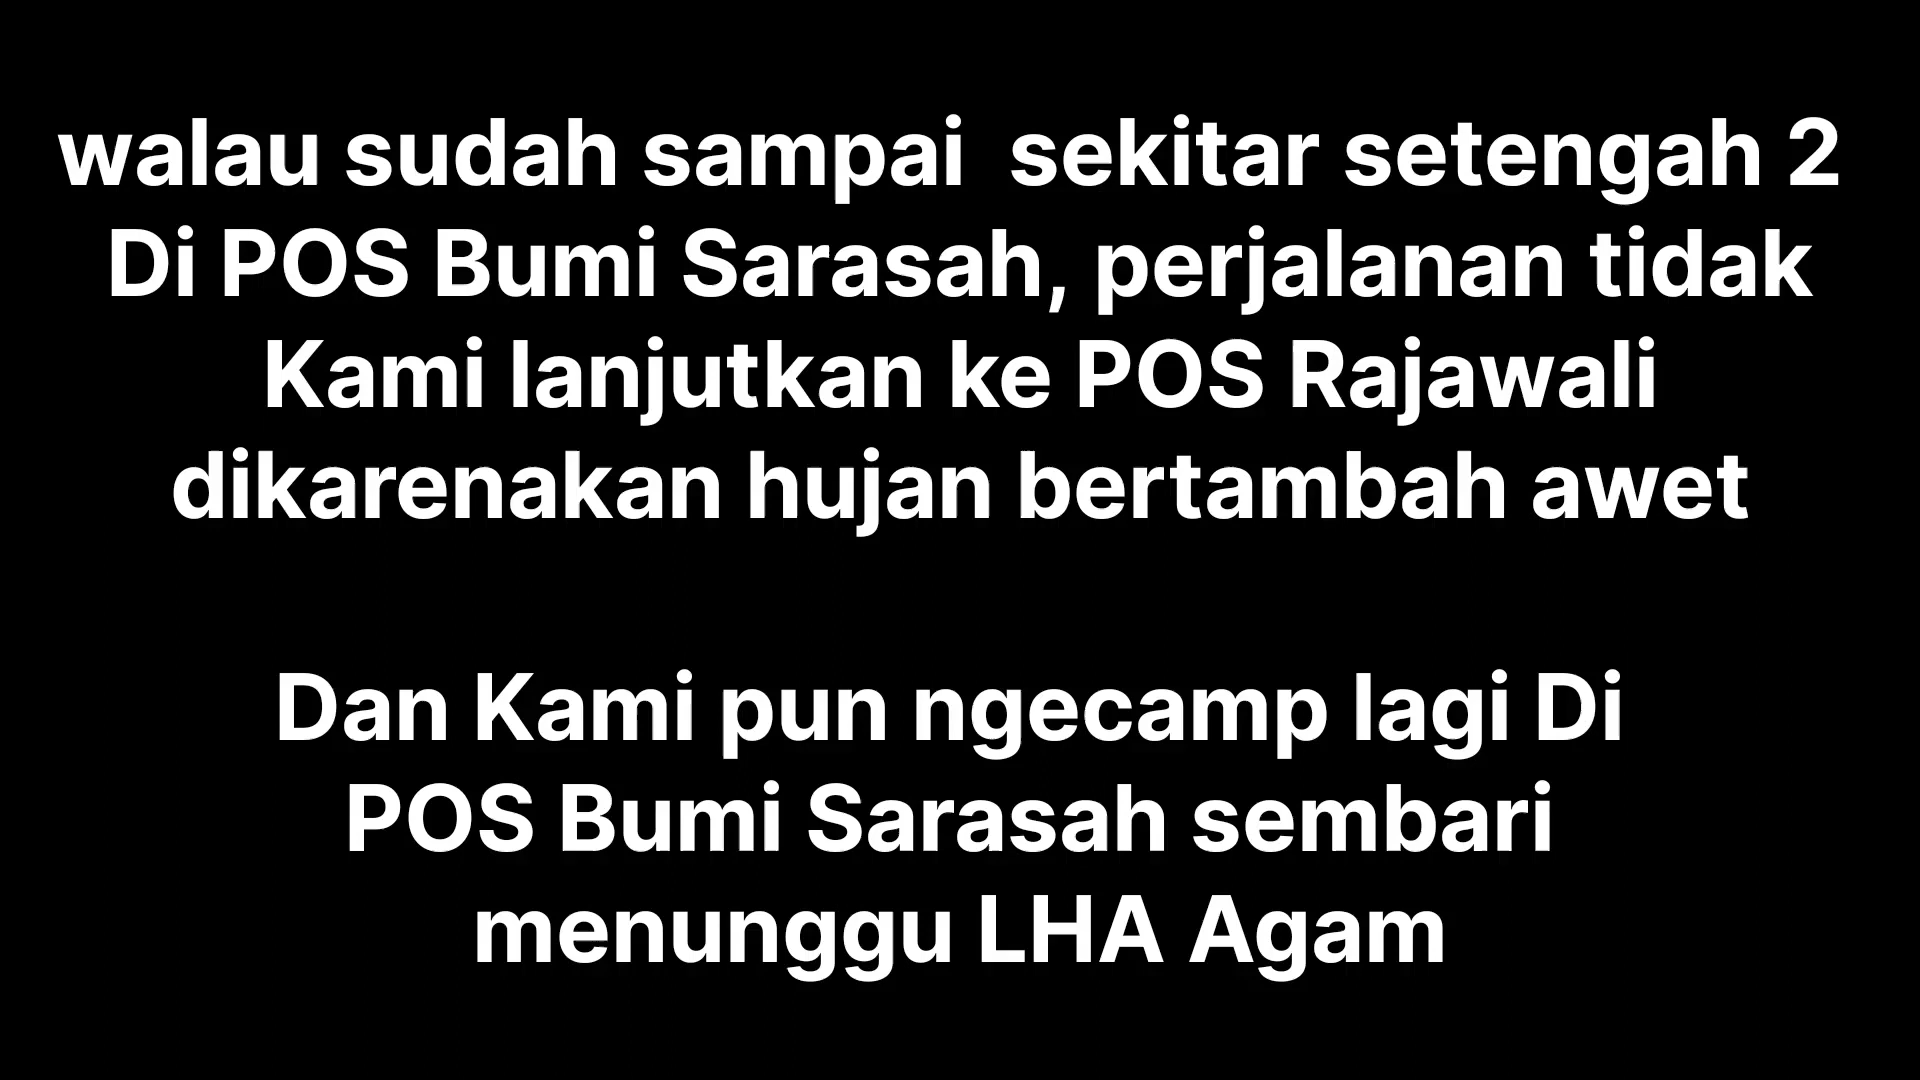 walau sudah sampai  sekitar setengah 2
Di POS Bumi Sarasah, perjalanan tidak
Kami lanjutkan ke POS Rajawali
dikarenakan hujan bertambah awet
Dan Kami pun ngecamp lagi Di
POS Bumi Sarasah sembari
menunggu LHA Agam